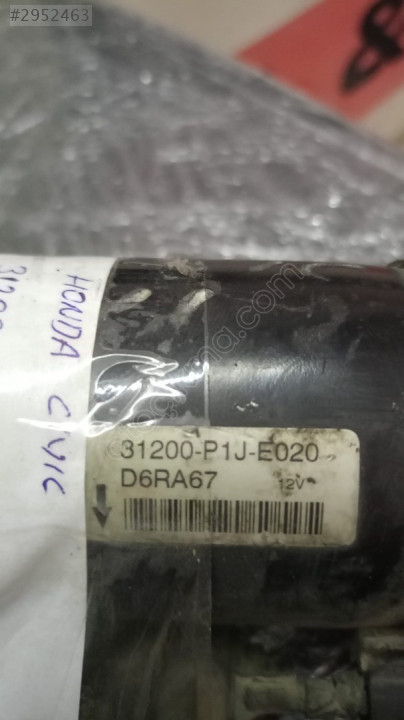 #2952463
HONDA CIVIC
31200-P1J-E020
D6RA67
12V